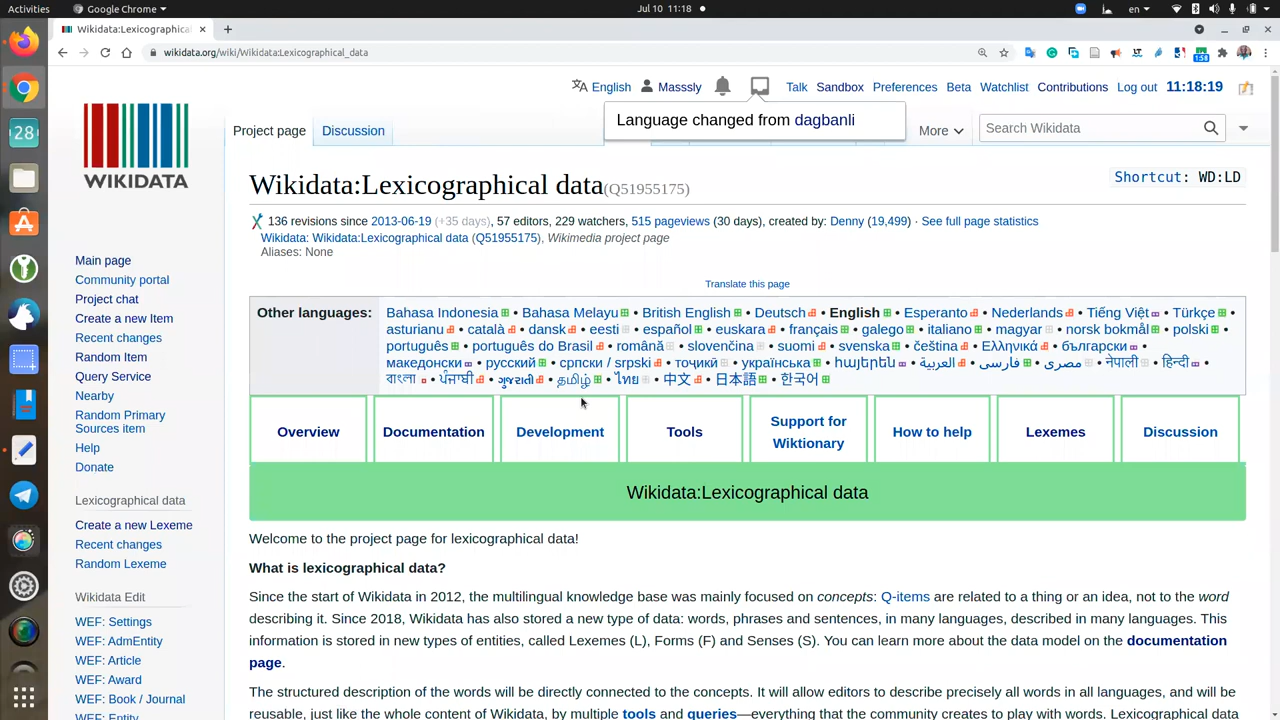 Activities Google Chrome Jul 10 11:18 en
Wikidata:Lexicographical
wikidata.org/wiki/Wikidata:Lexicographical_data 1:58
28
WIKIDATA
English Masssly Talk Sandbox Preferences Beta Watchlist Contributions Log out 11:18:19
Language changed from dagbanli
Project page Discussion More Search Wikidata
Wikidata:Lexicographical data(Q51955175)
Shortcut: WD:LD
136 revisions since 2013-06-19 (+35 days), 57 editors, 229 watchers, 515 pageviews (30 days), created by: Denny (19,499) · See full page statistics
Wikidata: Wikidata:Lexicographical data (Q51955175), Wikimedia project page
Aliases: None
Translate this page
Other languages: Bahasa Indonesia • Bahasa Melayu • British English • Deutsch • English • Esperanto • Nederlands • Tiếng Việt • Türkçe •
asturianu • català • dansk • eesti • español • euskara • français • galego • italiano • magyar • norsk bokmål • polski •
português • português do Brasil • română • slovenčina • suomi • svenska • čeština • Ελληνικά • български •
македонски • русский • српски / srpski • тоҷикӣ • українська • հայերեն • العربية • فارسی • مصرى • नेपाली • हिन्दी •
বাংলা • ਪੰਜਾਬੀ • ગુજરાતી • தமிழ் • ไทย • 中文 • 日本語 • 한국어
Overview Documentation Development Tools Support for Wiktionary How to help Lexemes Discussion
Wikidata:Lexicographical data
Welcome to the project page for lexicographical data!
What is lexicographical data?
Since the start of Wikidata in 2012, the multilingual knowledge base was mainly focused on concepts: Q-items are related to a thing or an idea, not to the word
describing it. Since 2018, Wikidata has also stored a new type of data: words, phrases and sentences, in many languages, described in many languages. This
information is stored in new types of entities, called Lexemes (L), Forms (F) and Senses (S). You can learn more about the data model on the documentation
page.
The structured description of the words will be directly connected to the concepts. It will allow editors to describe precisely all words in all languages, and will be
reusable, just like the whole content of Wikidata, by multiple tools and queries—everything that the community creates to play with words. Lexicographical data
Main page
Community portal
Project chat
Create a new Item
Recent changes
Random Item
Query Service
Nearby
Random Primary
Sources item
Help
Donate
Lexicographical data
Create a new Lexeme
Recent changes
Random Lexeme
Wikidata Edit
WEF: Settings
WEF: AdmEntity
WEF: Article
WEF: Award
WEF: Book / Journal
WEF: Entity